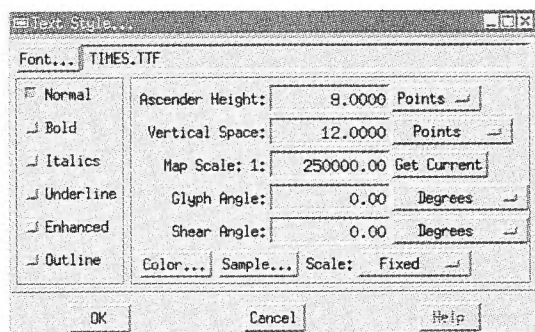 Text Style...
Font... TIMES.TTF
Normal
Bold
Italics
Underline
Enhanced
Outline
Ascender Height: 9.0000 Points
Vertical Space: 12.0000 Points
Map Scale: 1: 250000.00 Get Current
Glyph Angle: 0.00 Degrees
Shear Angle: 0.00 Degrees
Color... Sample... Scale: Fixed
OK Cancel Help